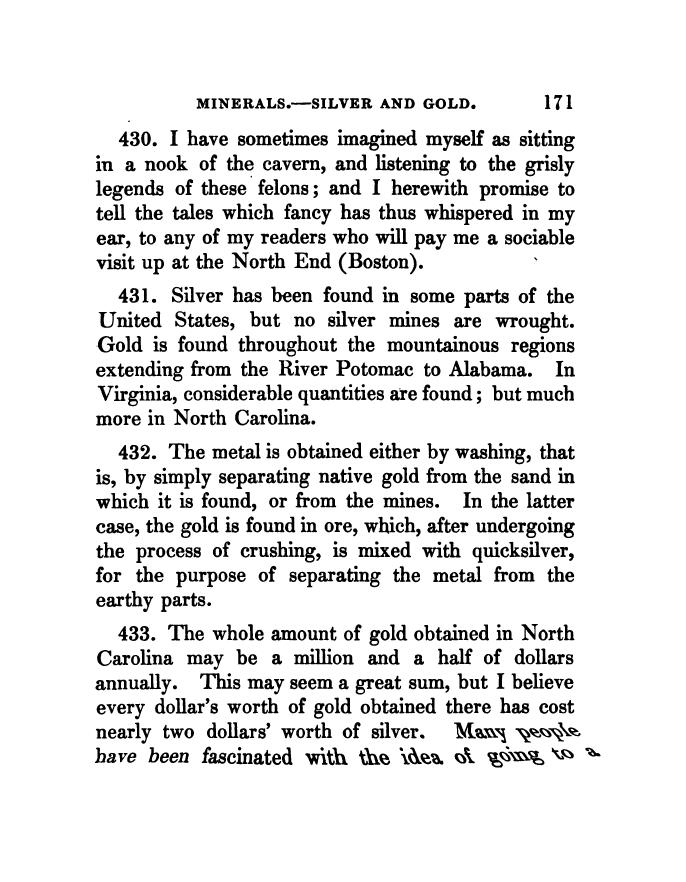 MINERALS.—SILVER AND GOLD. 171
430. I have sometimes imagined myself as sitting
in a nook of the cavern, and listening to the grisly
legends of these felons; and I herewith promise to
tell the tales which fancy has thus whispered in my
ear, to any of my readers who will pay me a sociable
visit up at the North End (Boston).
431. Silver has been found in some parts of the
United States, but no silver mines are wrought.
Gold is found throughout the mountainous regions
extending from the River Potomac to Alabama. In
Virginia, considerable quantities are found; but much
more in North Carolina.
432. The metal is obtained either by washing, that
is, by simply separating native gold from the sand in
which it is found, or from the mines. In the latter
case, the gold is found in ore, which, after undergoing
the process of crushing, is mixed with quicksilver,
for the purpose of separating the metal from the
earthy parts.
433. The whole amount of gold obtained in North
Carolina may be a million and a half of dollars
annually. This may seem a great sum, but I believe
every dollar's worth of gold obtained there has cost
nearly two dollars' worth of silver. Many people
have been fascinated with the idea of going to a